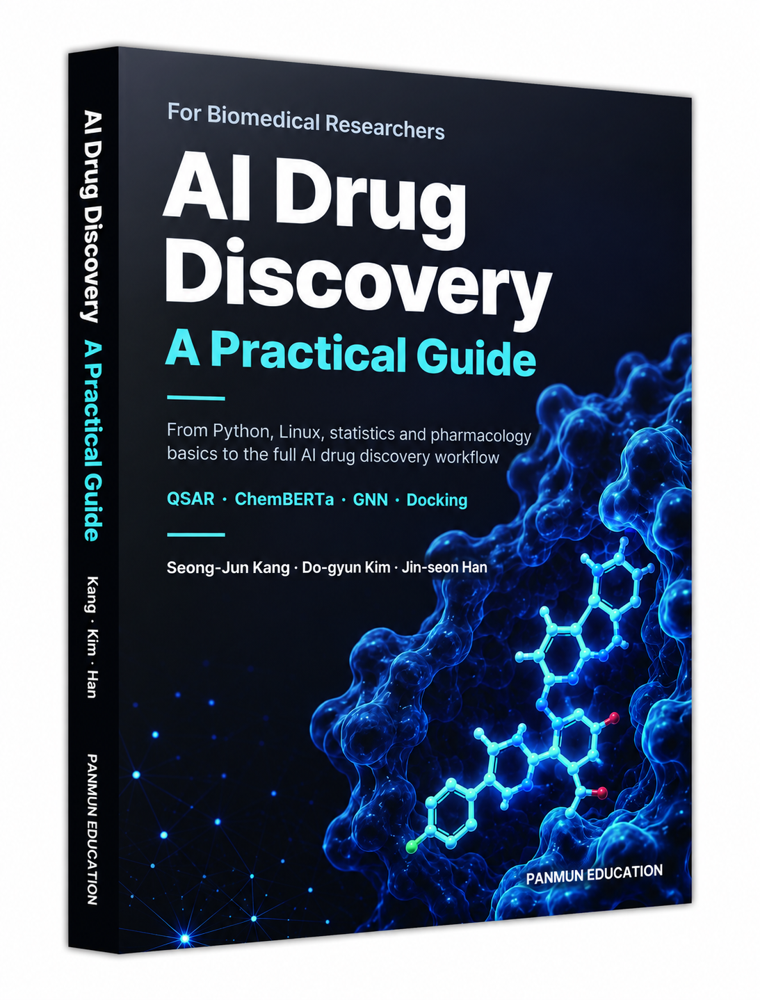 AI Drug Discovery A Practical Guide Kang · Kim · Han PANMUN EDUCATION
For Biomedical Researchers
AI Drug
Discovery
A Practical Guide
From Python, Linux, statistics and pharmacology
basics to the full AI drug discovery workflow
QSAR · ChemBERTa · GNN · Docking
Seong-Jun Kang · Do-gyun Kim · Jin-seon Han
PANMUN EDUCATION